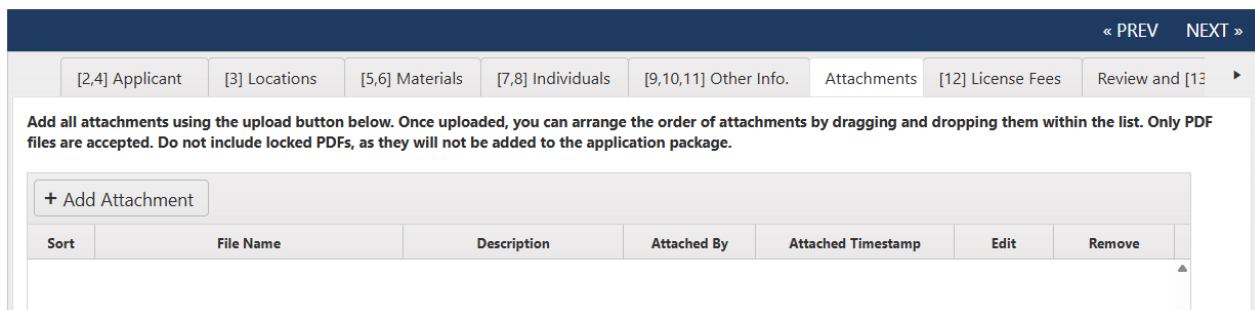 « PREV NEXT »
[2,4] Applicant [3] Locations [5,6] Materials [7,8] Individuals [9,10,11] Other Info. Attachments [12] License Fees Review and [13
Add all attachments using the upload button below. Once uploaded, you can arrange the order of attachments by dragging and dropping them within the list. Only PDF
files are accepted. Do not include locked PDFs, as they will not be added to the application package.
+ Add Attachment
Sort File Name Description Attached By Attached Timestamp Edit Remove